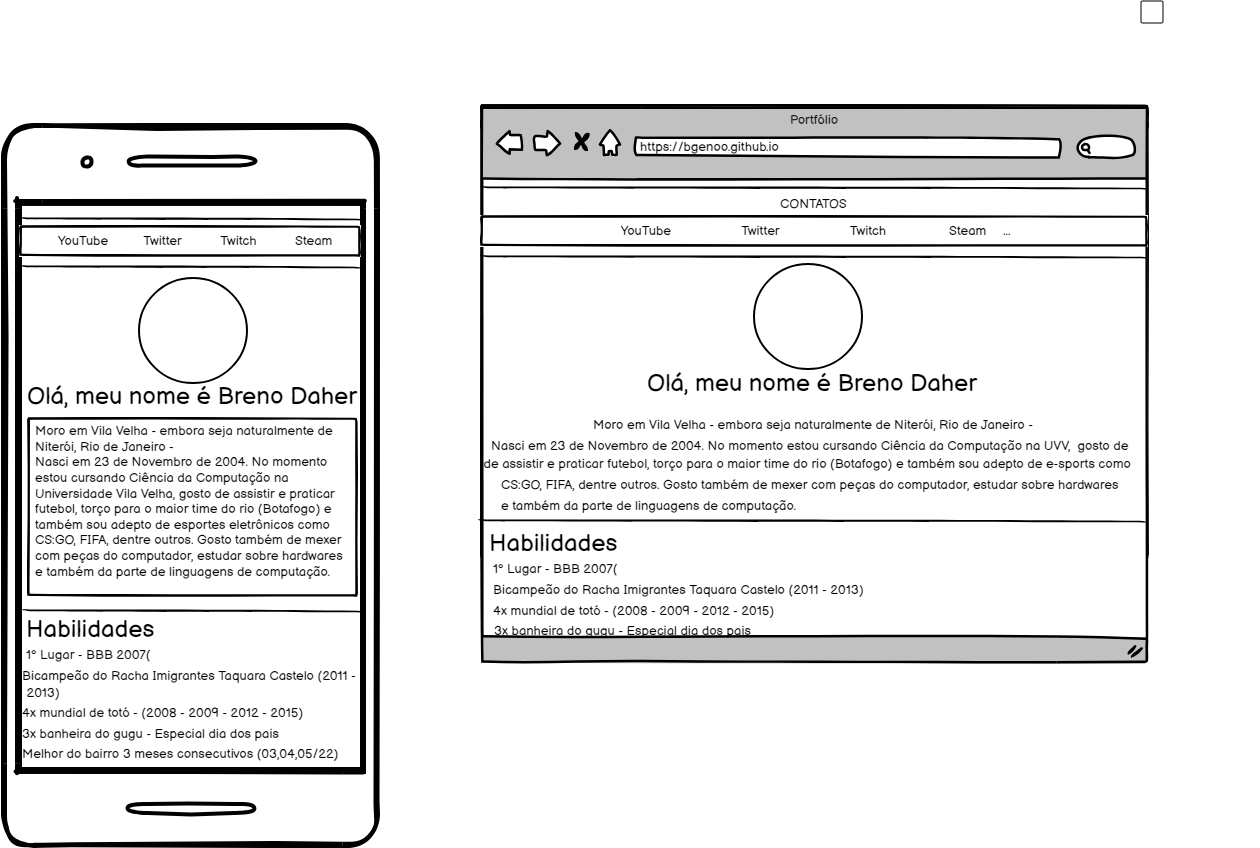 YouTube Twitter Twitch Steam
Olá, meu nome é Breno Daher
Moro em Vila Velha - embora seja naturalmente de
Niterói, Rio de Janeiro -
Nasci em 23 de Novembro de 2004. No momento
estou cursando Ciência da Computação na
Universidade Vila Velha, gosto de assistir e praticar
futebol, torço para o maior time do rio (Botafogo) e
também sou adepto de esportes eletrônicos como
CS:GO, FIFA, dentre outros. Gosto também de mexer
com peças do computador, estudar sobre hardwares
e também da parte de linguagens de computação.
Habilidades
1º Lugar - BBB 2007(
Bicampeão do Racha Imigrantes Taquara Castelo (2011 -
2013)
4x mundial de totó - (2008 - 2009 - 2012 - 2015)
3x banheira do gugu - Especial dia dos pais
Melhor do bairro 3 meses consecutivos (03,04,05/22)
Portfólio
https://bgenoo.github.io
CONTATOS
YouTube Twitter Twitch Steam ...
Olá, meu nome é Breno Daher
Moro em Vila Velha - embora seja naturalmente de Niterói, Rio de Janeiro -
Nasci em 23 de Novembro de 2004. No momento estou cursando Ciência da Computação na UVV, gosto de
de assistir e praticar futebol, torço para o maior time do rio (Botafogo) e também sou adepto de e-sports como
CS:GO, FIFA, dentre outros. Gosto também de mexer com peças do computador, estudar sobre hardwares
e também da parte de linguagens de computação.
Habilidades
1º Lugar - BBB 2007(
Bicampeão do Racha Imigrantes Taquara Castelo (2011 - 2013)
4x mundial de totó - (2008 - 2009 - 2012 - 2015)
3x banheira do gugu - Especial dia dos pais